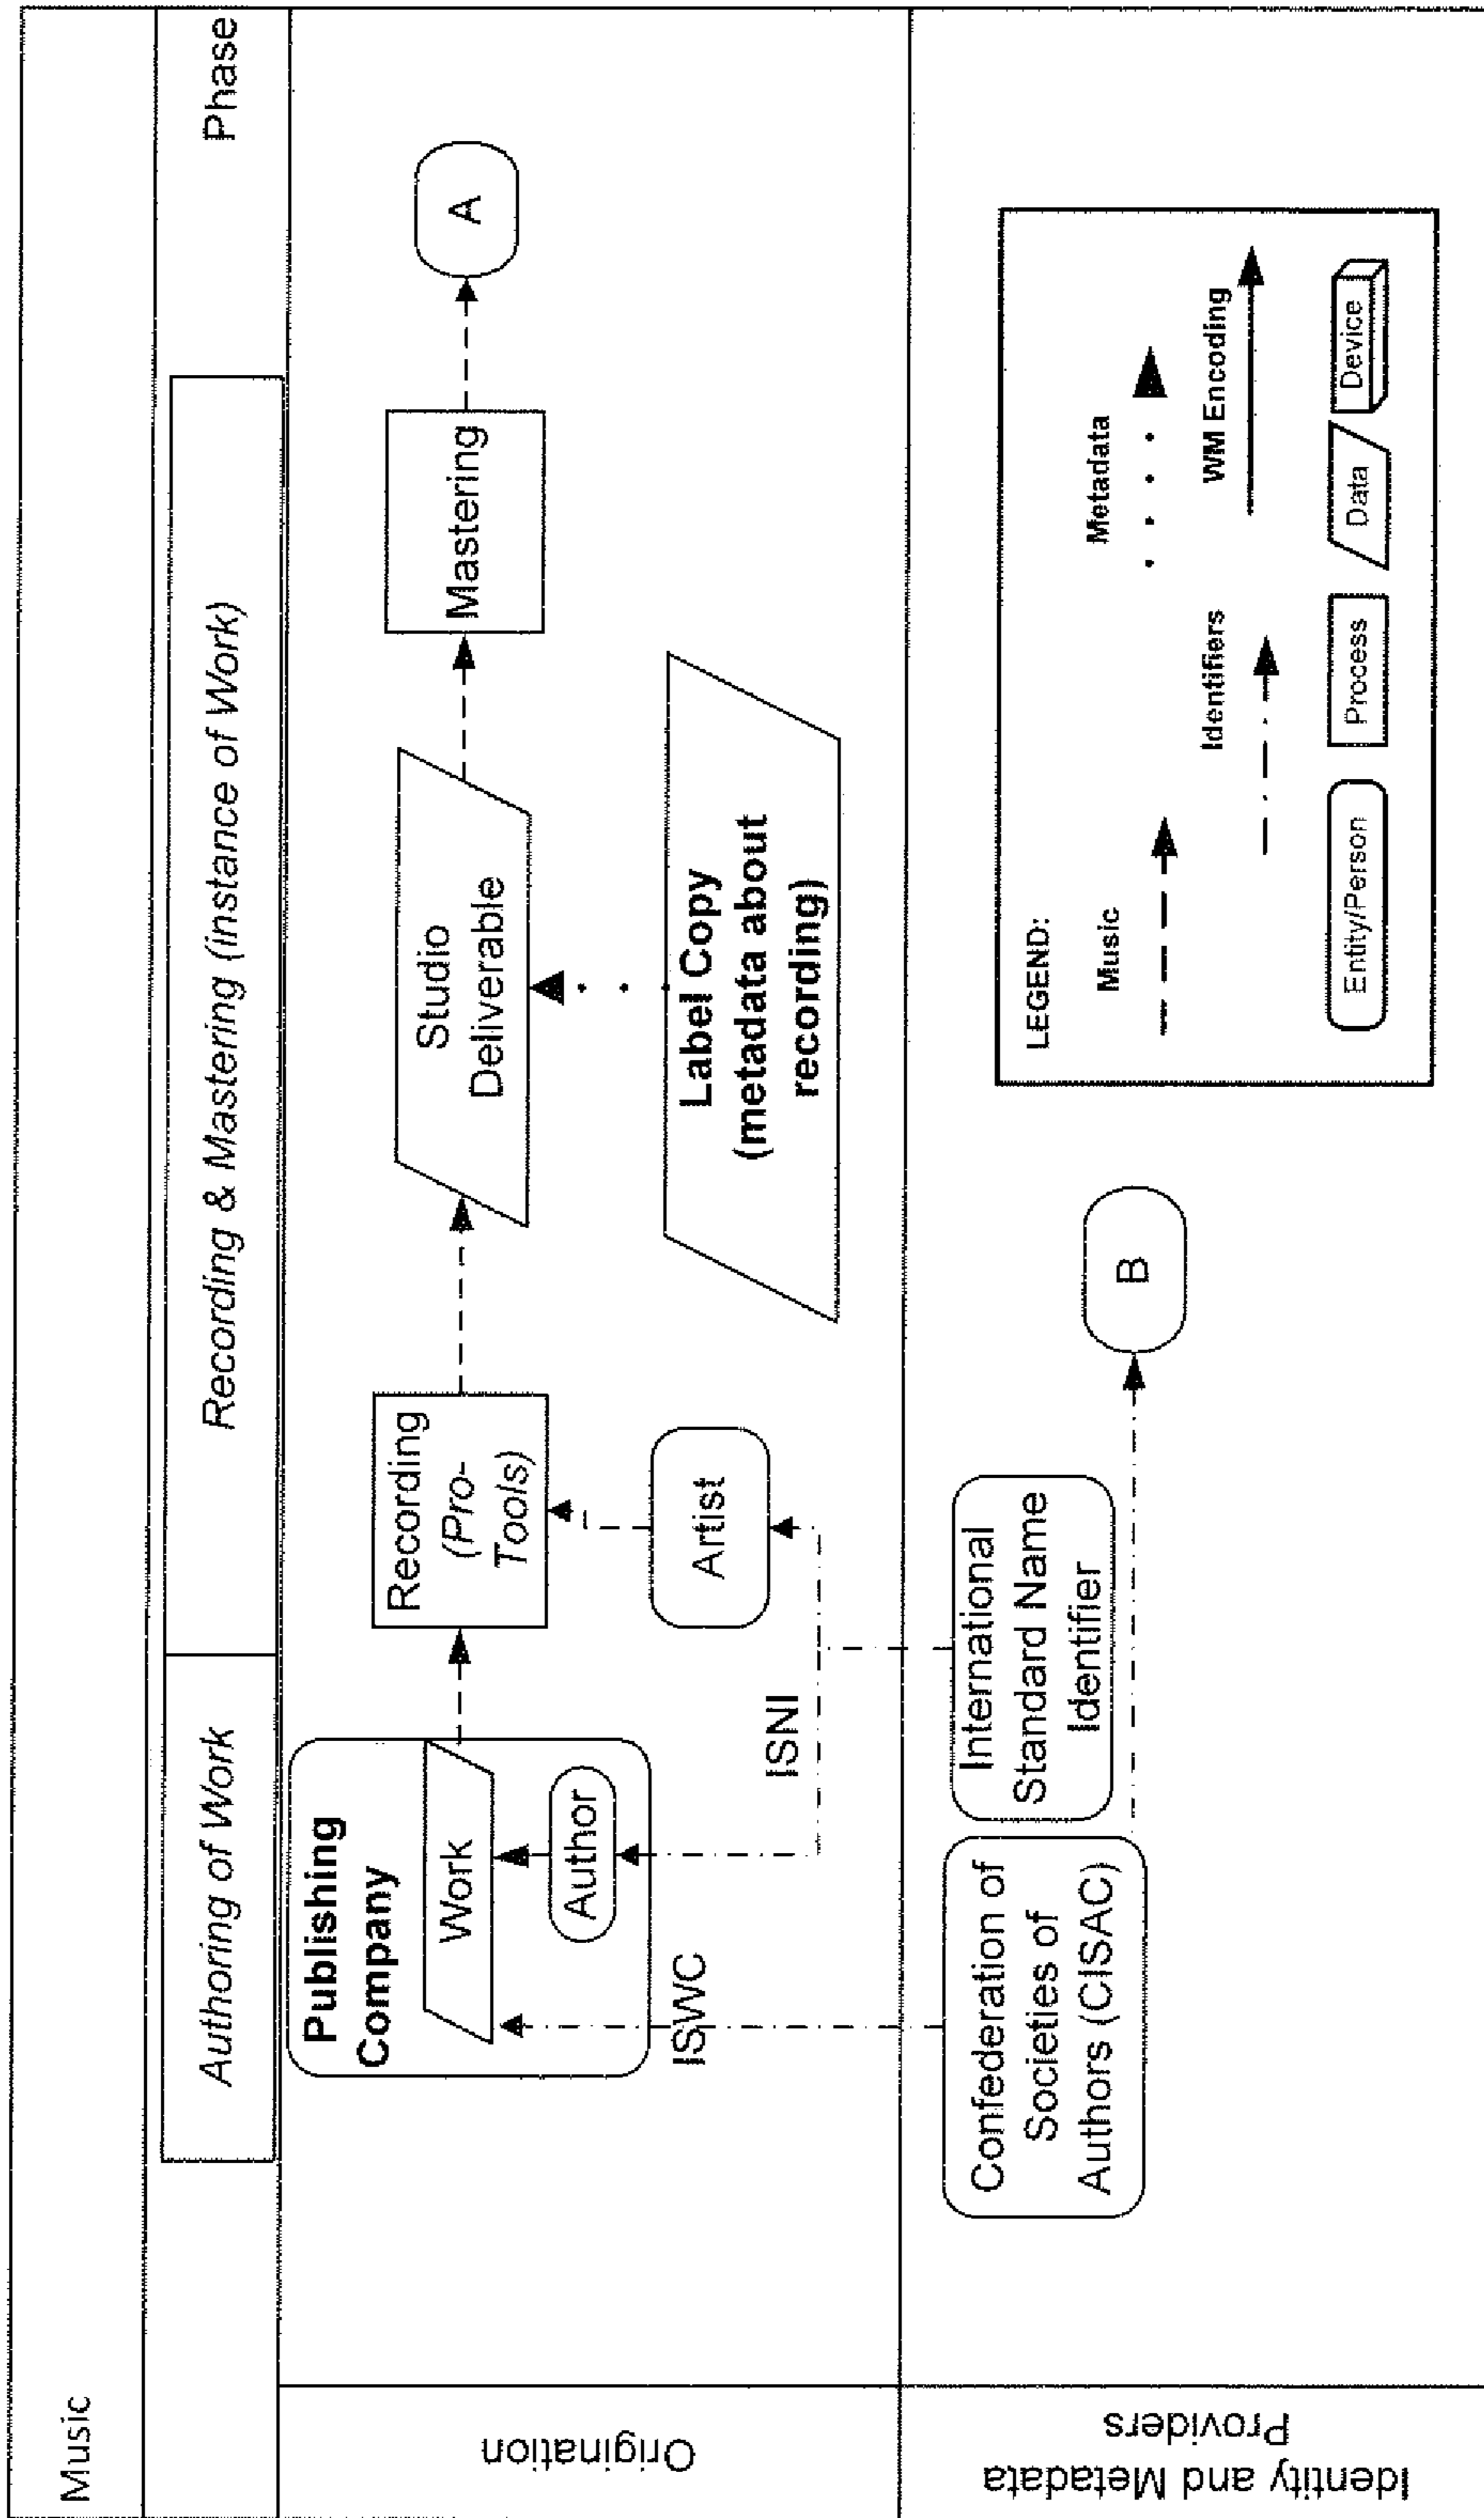 Music
Authoring of Work
Recording & Mastering (instance of Work)
Phase
Origination
Publishing
Company
Work
Author
ISWC
ISNI
Recording
(Pro-
Tools)
Artist
Studio
Deliverable
Label Copy
(metadata about
recording)
Mastering
A
Identity and Metadata
Providers
Confederation of
Societies of
Authors (CISAC)
International
Standard Name
Identifier
B
LEGEND:
Music
Metadata
Identifiers
WM Encoding
Entity/Person
Process
Data
Device